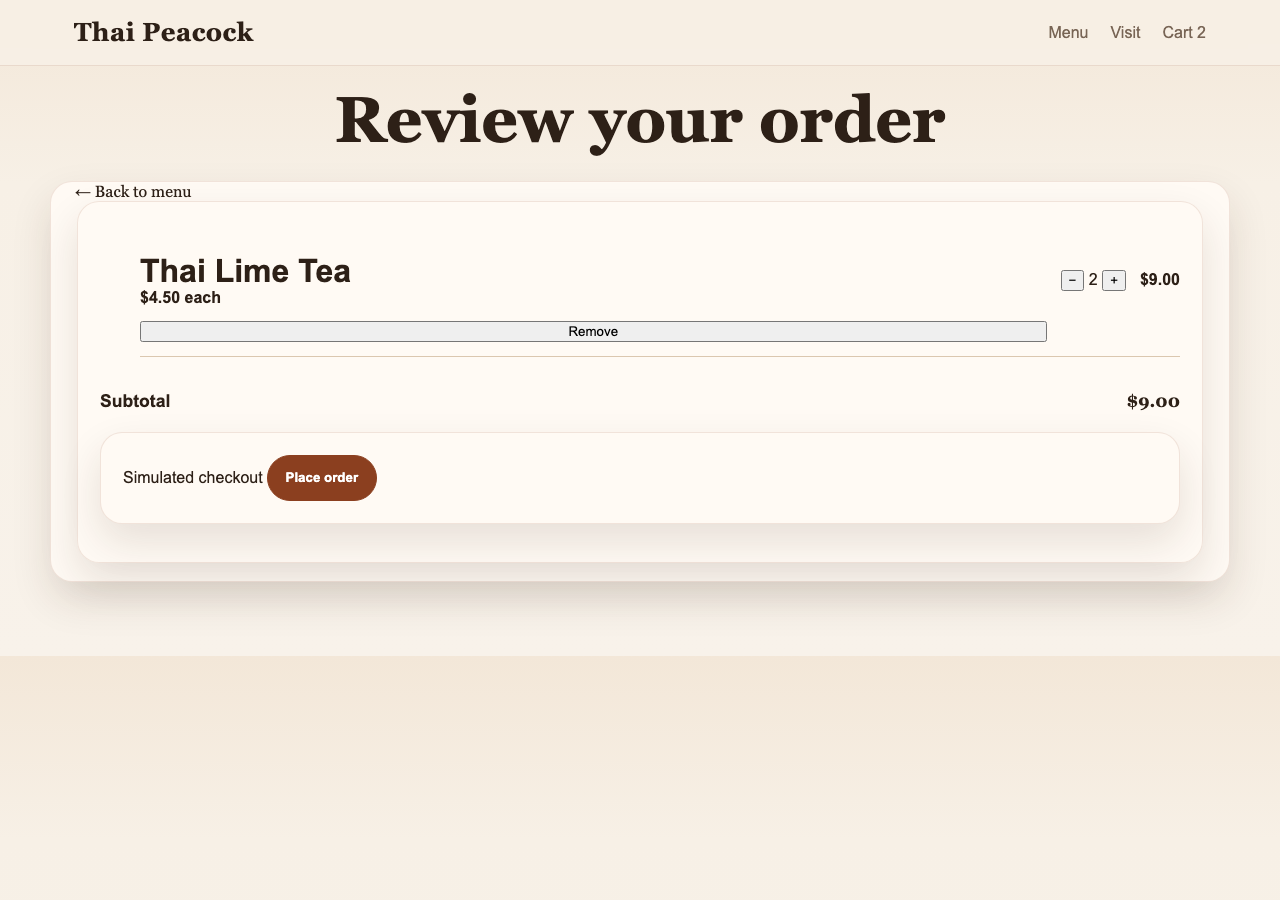 Thai Peacock
Menu Visit Cart 2
Review your order
← Back to menu
Thai Lime Tea
$4.50 each
− 2 + $9.00
Remove
Subtotal $9.00
Simulated checkout Place order